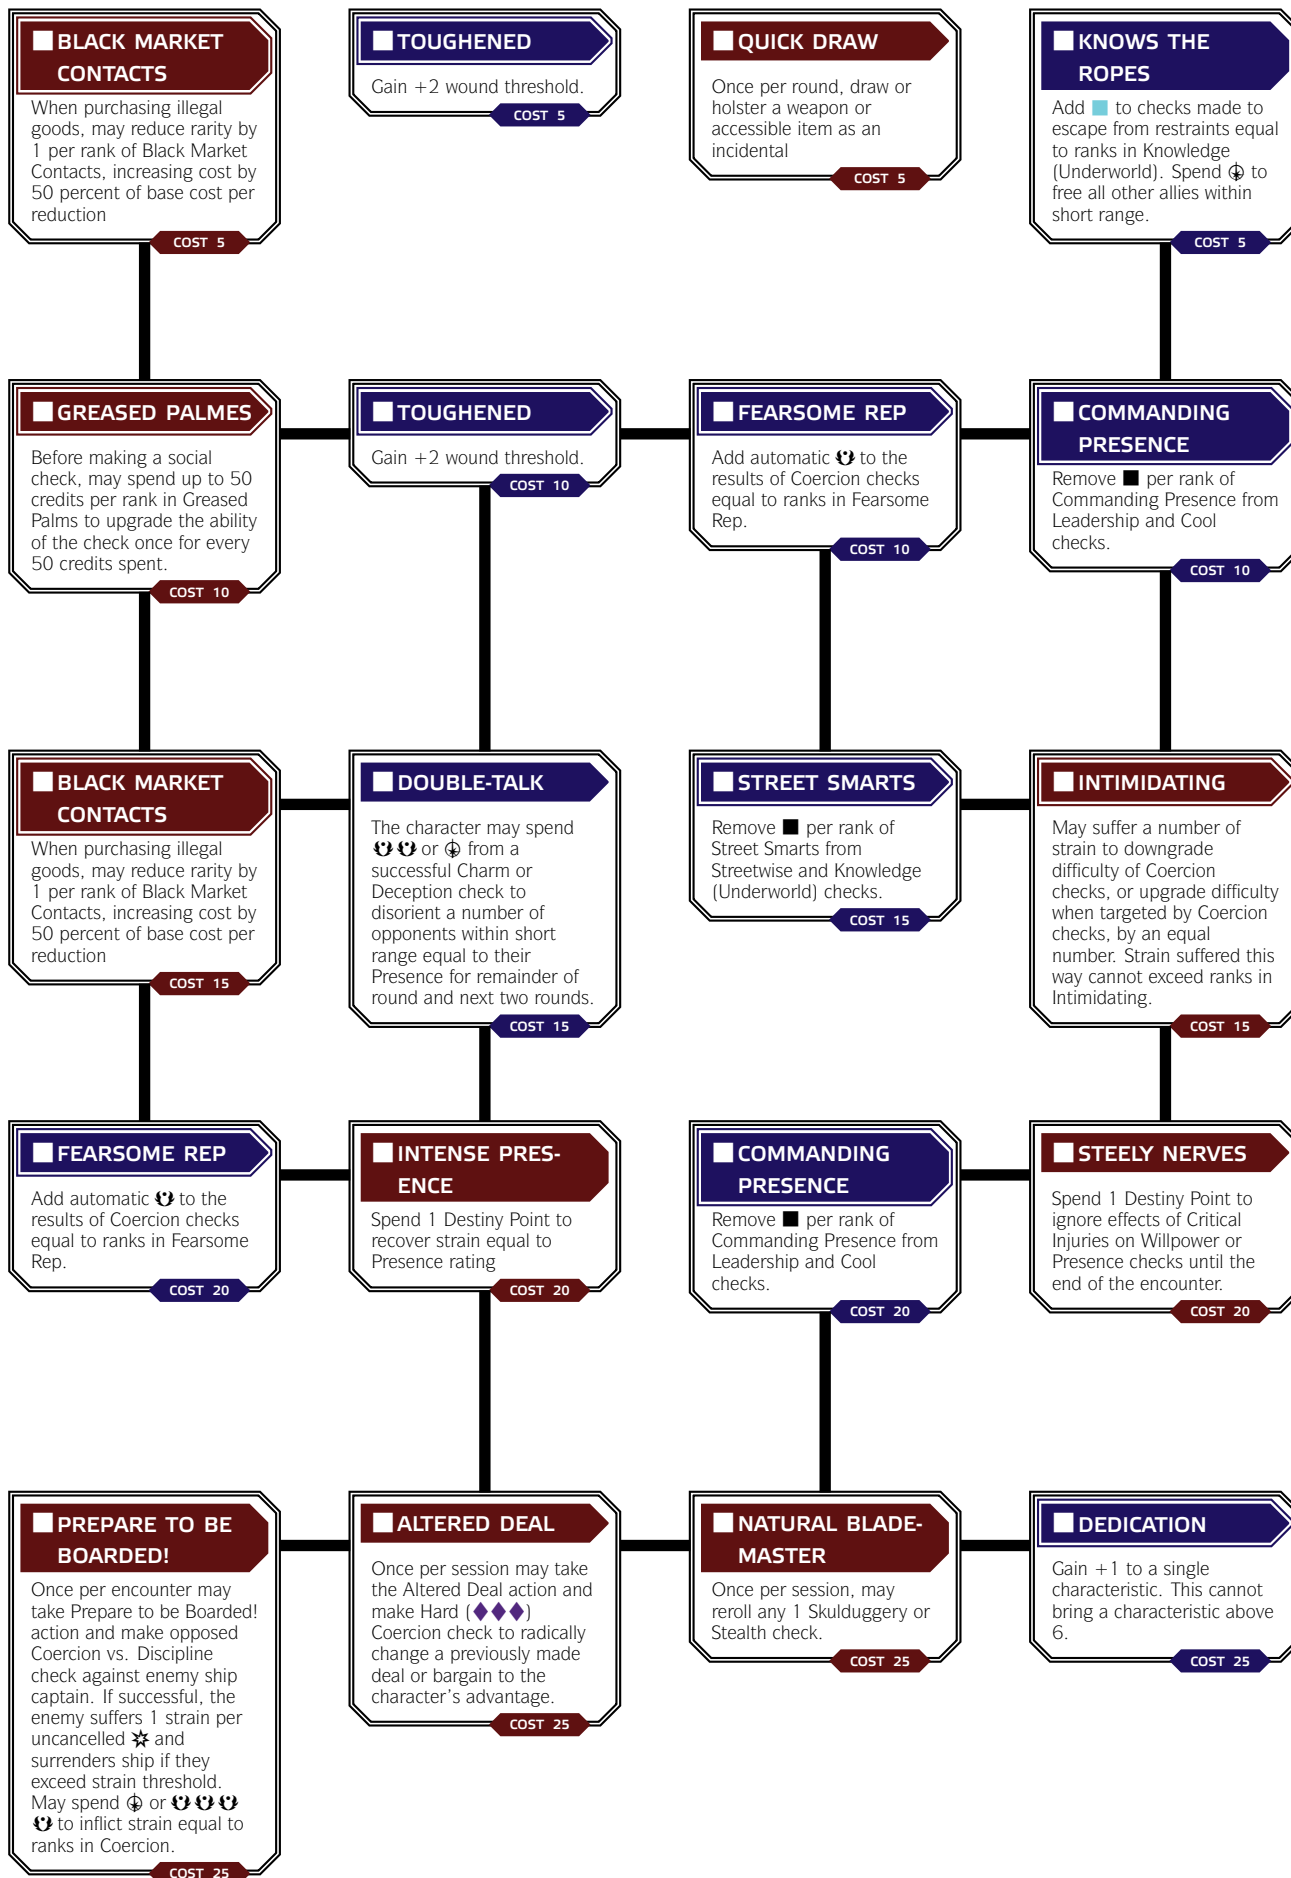 BLACK MARKET
CONTACTS
When purchasing illegal
goods, may reduce rarity by
1 per rank of Black Market
Contacts, increasing cost by
50 percent of base cost per
reduction
COST 5
TOUGHENED
Gain +2 wound threshold.
COST 5
QUICK DRAW
Once per round, draw or
holster a weapon or
accessible item as an
incidental
COST 5
KNOWS THE
ROPES
Add to checks made to
escape from restraints equal
to ranks in Knowledge
(Underworld). Spend to
free all other allies within
short range.
COST 5
GREASED PALMES
Before making a social
check, may spend up to 50
credits per rank in Greased
Palms to upgrade the ability
of the check once for every
50 credits spent.
COST 10
TOUGHENED
Gain +2 wound threshold.
COST 10
FEARSOME REP
Add automatic to the
results of Coercion checks
equal to ranks in Fearsome
Rep.
COST 10
COMMANDING
PRESENCE
Remove per rank of
Commanding Presence from
Leadership and Cool
checks.
COST 10
BLACK MARKET
CONTACTS
When purchasing illegal
goods, may reduce rarity by
1 per rank of Black Market
Contacts, increasing cost by
50 percent of base cost per
reduction
COST 15
DOUBLE-TALK
The character may spend
or from a
successful Charm or
Deception check to
disorient a number of
opponents within short
range equal to their
Presence for remainder of
round and next two rounds.
COST 15
STREET SMARTS
Remove per rank of
Street Smarts from
Streetwise and Knowledge
(Underworld) checks.
COST 15
INTIMIDATING
May suffer a number of
strain to downgrade
difficulty of Coercion
checks, or upgrade difficulty
when targeted by Coercion
checks, by an equal
number. Strain suffered this
way cannot exceed ranks in
Intimidating.
COST 15
FEARSOME REP
Add automatic to the
results of Coercion checks
equal to ranks in Fearsome
Rep.
COST 20
INTENSE PRES-
ENCE
Spend 1 Destiny Point to
recover strain equal to
Presence rating
COST 20
COMMANDING
PRESENCE
Remove per rank of
Commanding Presence from
Leadership and Cool
checks.
COST 20
STEELY NERVES
Spend 1 Destiny Point to
ignore effects of Critical
Injuries on Willpower or
Presence checks until the
end of the encounter.
COST 20
PREPARE TO BE
BOARDED!
Once per encounter may
take Prepare to be Boarded!
action and make opposed
Coercion vs. Discipline
check against enemy ship
captain. If successful, the
enemy suffers 1 strain per
uncancelled and
surrenders ship if they
exceed strain threshold.
May spend or
to inflict strain equal to
ranks in Coercion.
COST 25
ALTERED DEAL
Once per session may take
the Altered Deal action and
make Hard (◆◆◆)
Coercion check to radically
change a previously made
deal or bargain to the
character's advantage.
COST 25
NATURAL BLADE-
MASTER
Once per session, may
reroll any 1 Skulduggery or
Stealth check.
COST 25
DEDICATION
Gain +1 to a single
characteristic. This cannot
bring a characteristic above
6.
COST 25